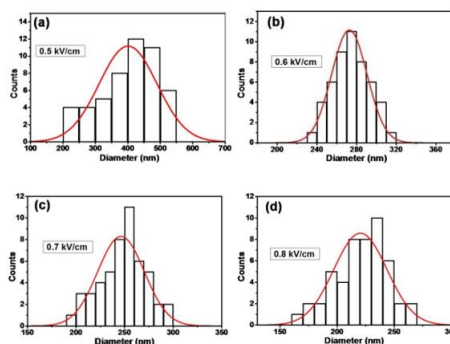 (a)
0.5 kV/cm
Counts
14
12
10
8
6
4
2
0
100 200 300 400 500 600 700
Diameter (nm)
(b)
0.6 kV/cm
Counts
12
10
8
6
4
2
0
200 240 280 320 360
Diameter (nm)
(c)
0.7 kV/cm
Counts
12
10
8
6
4
2
0
150 200 250 300 350
Diameter (nm)
(d)
0.8 kV/cm
Counts
12
10
8
6
4
2
0
150 200 250 300
Diameter (nm)